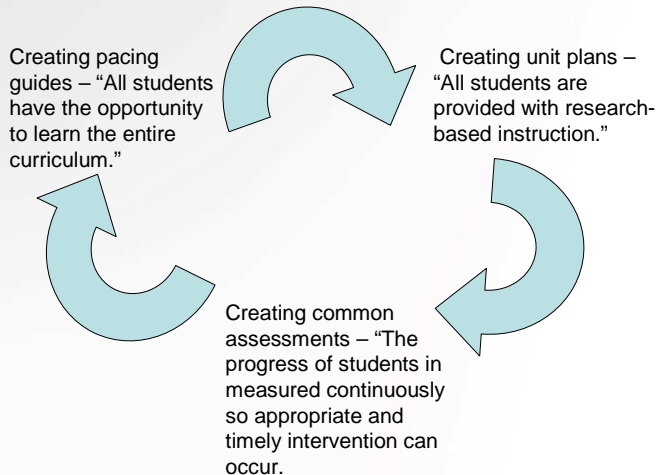 Creating pacing
guides – “All students
have the opportunity
to learn the entire
curriculum.”
Creating unit plans –
“All students are
provided with research-
based instruction.”
Creating common
assessments – “The
progress of students in
measured continuously
so appropriate and
timely intervention can
occur.